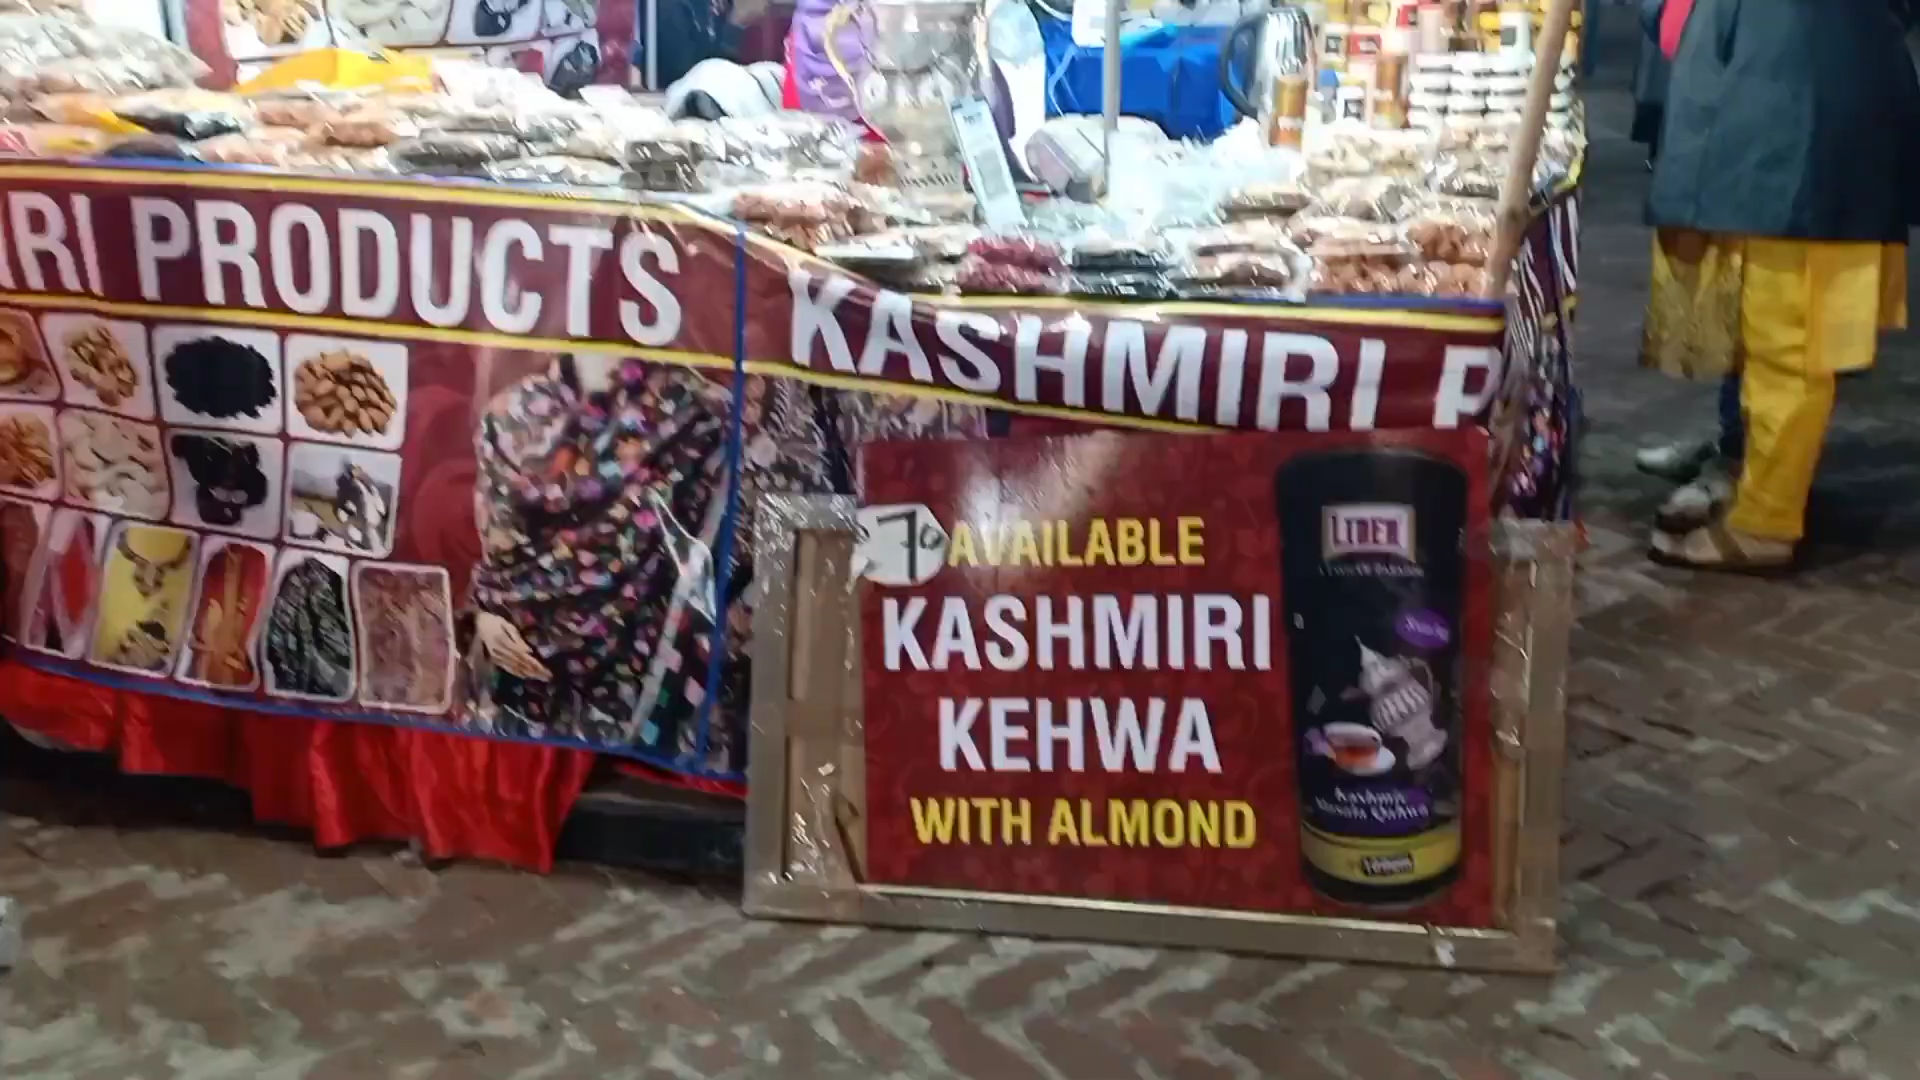 IRI PRODUCTS
KASHMIRI P
70
AVAILABLE
KASHMIRI
KEHWA
WITH ALMOND